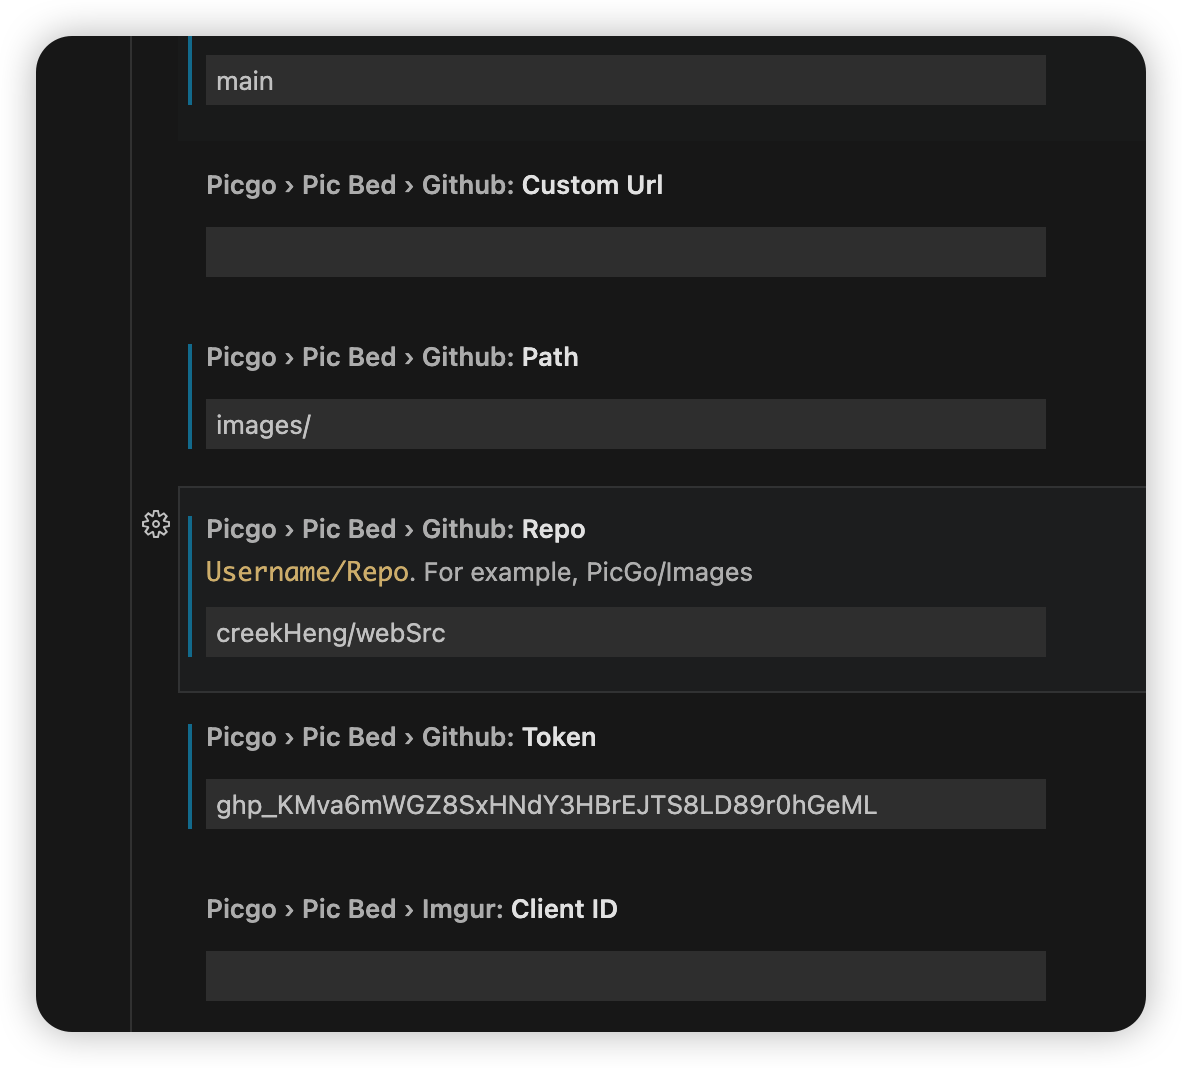 main
Picgo › Pic Bed › Github: Custom Url
Picgo › Pic Bed › Github: Path
images/
Picgo › Pic Bed › Github: Repo
Username/Repo. For example, PicGo/Images
creekHeng/webSrc
Picgo › Pic Bed › Github: Token
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
Picgo › Pic Bed › Imgur: Client ID